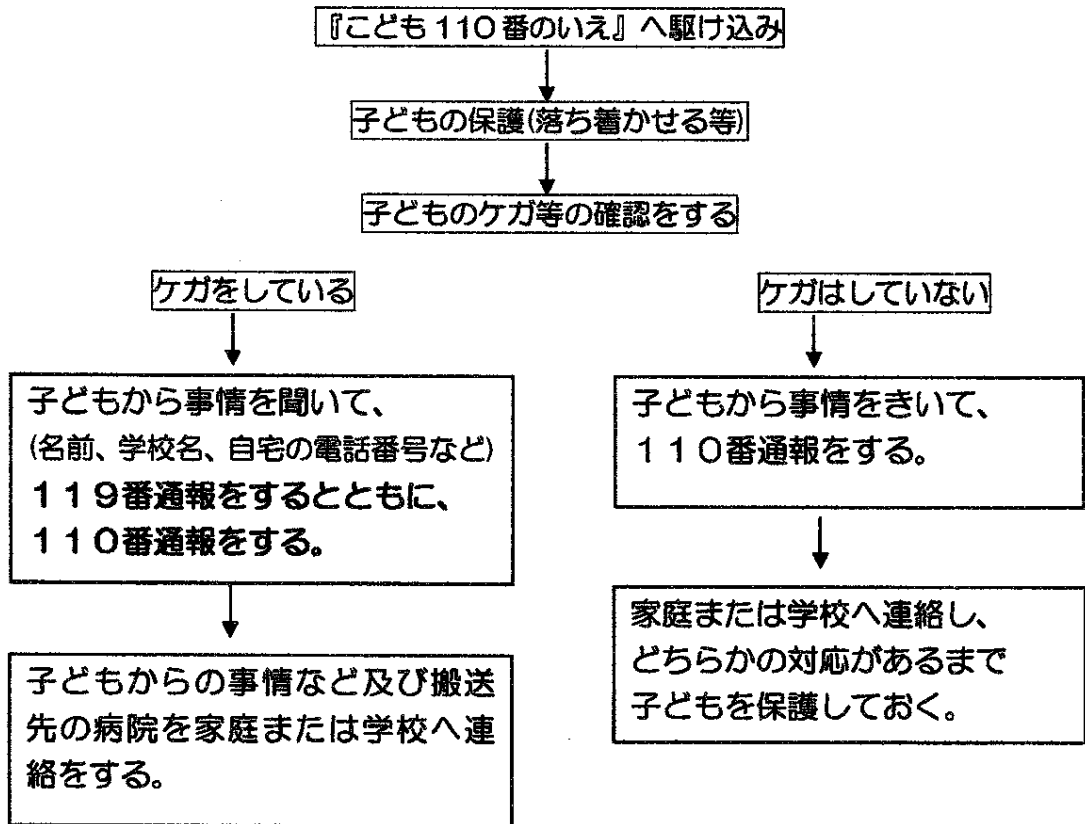 『こども110番のいえ』へ駆け込み
子どもの保護(落ち着かせる等)
子どものケガ等の確認をする
ケガをしている
子どもから事情を聞いて、
(名前、学校名、自宅の電話番号など)
119番通報をするとともに、
110番通報をする。
子どもからの事情など及び搬送
先の病院を家庭または学校へ連
絡をする。
ケガはしていない
子どもから事情をきいて、
110番通報をする。
家庭または学校へ連絡し、
どちらかの対応があるまで
子どもを保護しておく。